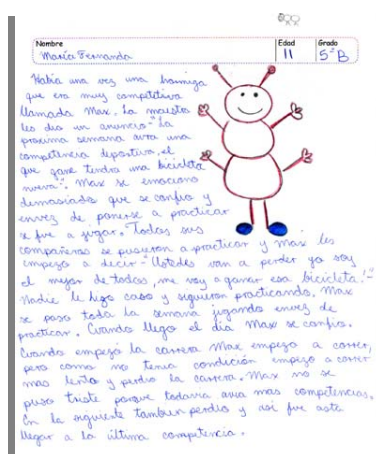 Nombre Edad Grado
María Fernanda 11 5º B
Habia una vez una hormiga
que era muy competitiva
llamada Max. La maestra
les dio un anuncio-"La
proxima semana avra una
competencia deportiva, el
que gane tendra una bicicleta
nueva". Max se emociono
demasiado que se confio y
envez de ponerse a practicar
se fue a jugar. Todos sus
compañeros se pusieron a practicar y Max les
empezo a decir-"Ustedes van a perder yo soy
el mejor de todos, me voy a ganar esa bicicleta!"-
Nadie le hizo caso y siguieron practicando. Max
se paso toda la semana jugando envez de
practicar. Cuando llego el dia Max se confio.
Cuando empezo la carrera Max empezo a correr,
pero como no tenia condición empezo a correr
mas lento y perdio la carrera. Max no se
puso triste porque todavia avia mas competencias.
En la siguiente tambien perdio y asi fue asta
llegar a la última competencia.